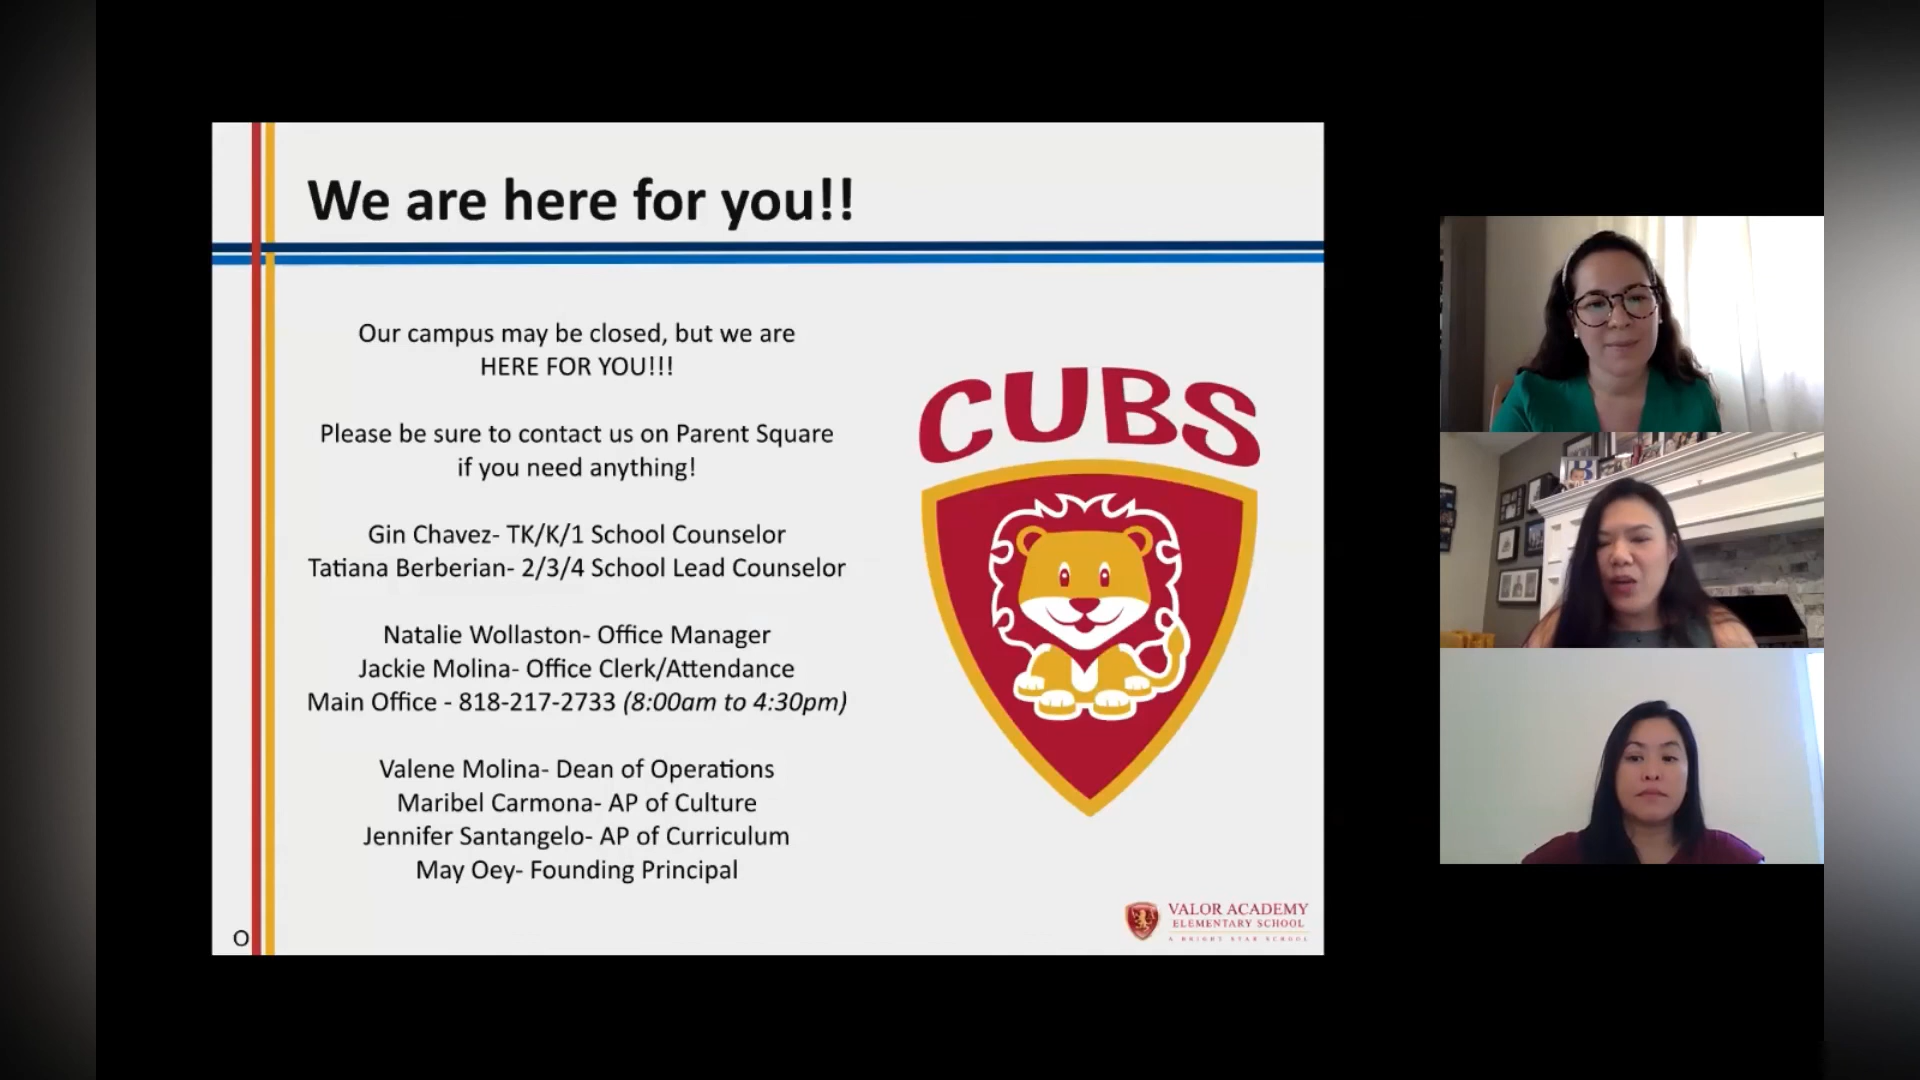 We are here for you!!
Our campus may be closed, but we are
HERE FOR YOU!!!
Please be sure to contact us on Parent Square
if you need anything!
Gin Chavez- TK/K/1 School Counselor
Tatiana Berberian- 2/3/4 School Lead Counselor
Natalie Wollaston- Office Manager
Jackie Molina- Office Clerk/Attendance
Main Office - 818-217-2733 (8:00am to 4:30pm)
Valene Molina- Dean of Operations
Maribel Carmona- AP of Culture
Jennifer Santangelo- AP of Curriculum
May Oey- Founding Principal
CUBS
VALOR ACADEMY
ELEMENTARY SCHOOL
A BRIGHT STAR SCHOOL
O